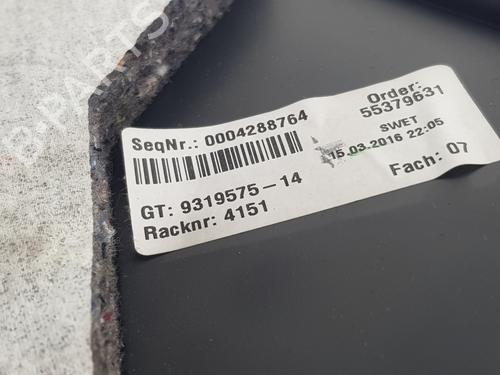 SeqNr.: 0004288764
Order:
55379631
SWET
15.03.2016 22:05
GT: 9319575-14
Fach: 07
Racknr: 4151
B-PARTS